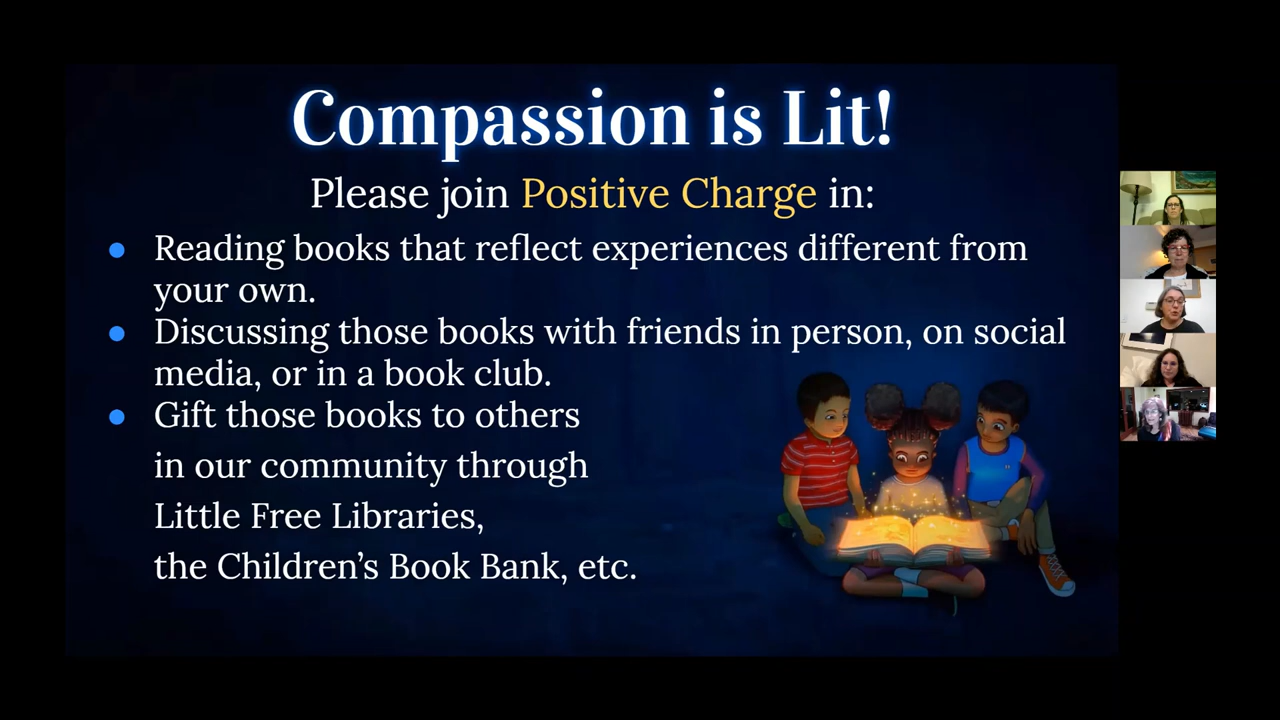 Compassion is Lit!
Please join Positive Charge in:
● Reading books that reflect experiences different from
your own.
● Discussing those books with friends in person, on social
media, or in a book club.
● Gift those books to others
in our community through
Little Free Libraries,
the Children’s Book Bank, etc.